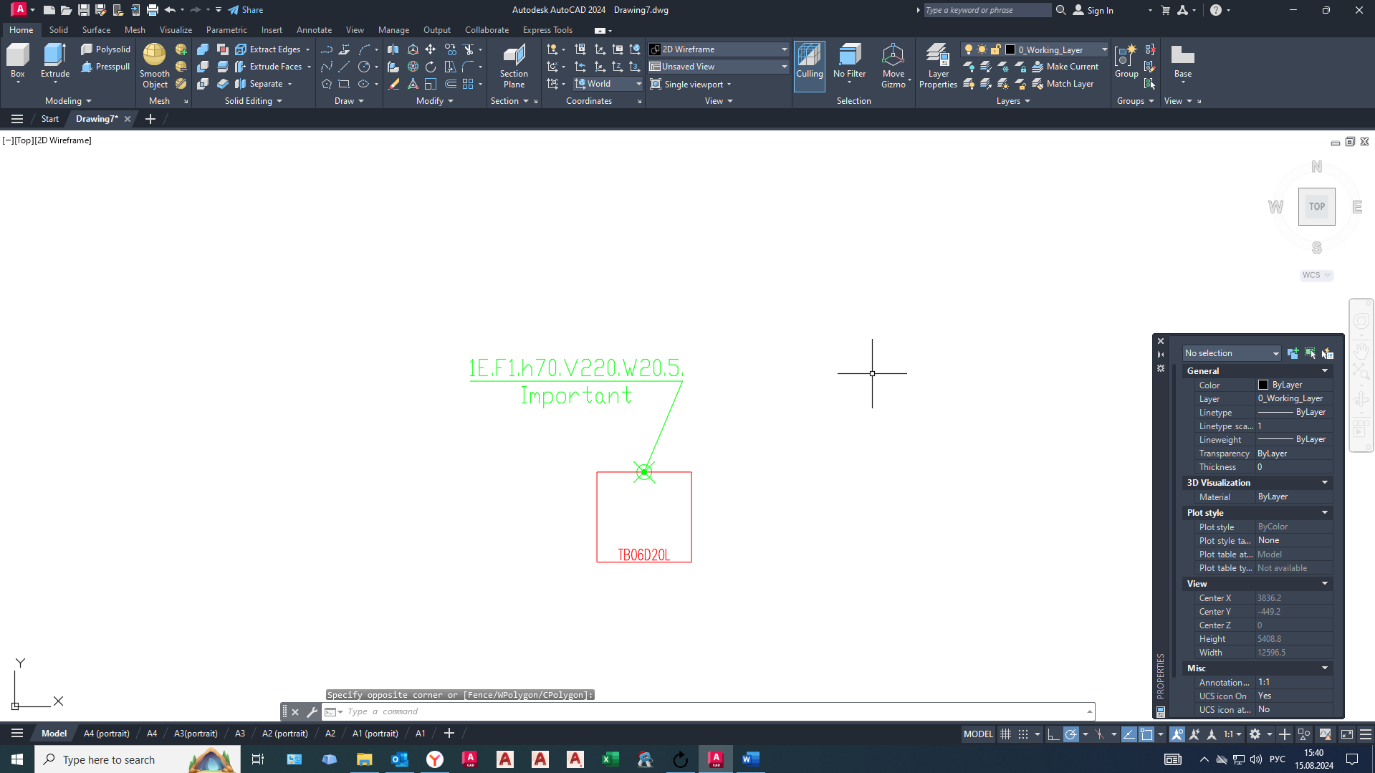 Autodesk AutoCAD 2024 Drawing7.dwg
Share
Type a keyword or phrase
Sign In
Home Solid Surface Mesh Visualize Parametric Insert Annotate View Manage Output Collaborate Express Tools
Box
Extrude
Polysolid
Presspull
Smooth Object
Extract Edges
Extrude Faces
Separate
Section Plane
World
2D Wireframe
Unsaved View
Single viewport
Culling
No Filter
Move Gizmo
Layer Properties
0_Working_Layer
Make Current
Match Layer
Group
Base
Modeling Mesh Solid Editing Draw Modify Section Coordinates View Selection Layers Groups View
Start Drawing7*
[−][Top][2D Wireframe]
N
W TOP E
S
WCS
1E.F1.h70.V220.W20.5.
Important
TB06D20L
Y
X
No selection
General
Color ByLayer
Layer 0_Working_Layer
Linetype ByLayer
Linetype sca... 1
Lineweight ByLayer
Transparency ByLayer
Thickness 0
3D Visualization
Material ByLayer
Plot style
Plot style ByColor
Plot style ta... None
Plot table at... Model
Plot table ty... Not available
View
Center X 3836.2
Center Y -449.2
Center Z 0
Height 5408.8
Width 12596.5
Misc
Annotation... 1:1
UCS icon On Yes
UCS icon at... No
PROPERTIES
Specify opposite corner or [Fence/WPolygon/CPolygon]:
Type a command
Model A4 (portrait) A4 A3(portrait) A3 A2 (portrait) A2 A1 (portrait) A1
MODEL 1:1
Type here to search
РУС
15:40
15.08.2024